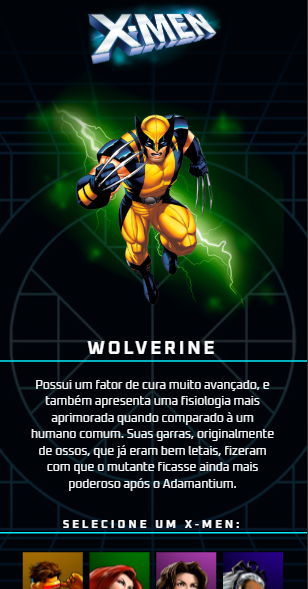 X-MEN
WOLVERINE
Possui um fator de cura muito avançado, e
também apresenta uma fisiologia mais
aprimorada quando comparado à um
humano comum. Suas garras, originalmente
de ossos, que já eram bem letais, fizeram
com que o mutante ficasse ainda mais
poderoso após o Adamantium.
SELECIONE UM X-MEN: